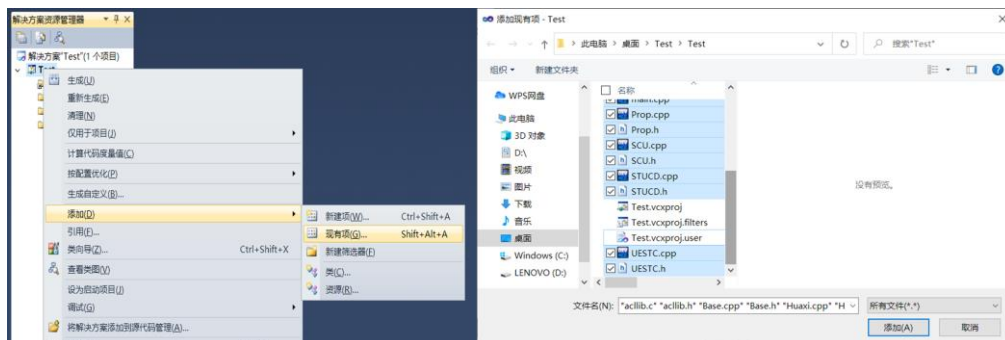 解决方案资源管理器
解决方案"Test"(1 个项目)
Test
生成(U)
重新生成(E)
清理(N)
仅用于项目(J)
计算代码度量值(C)
按配置优化(P)
生成自定义(B)...
添加(D)
引用(F)...
类向导(Z)... Ctrl+Shift+X
查看类图(V)
设为启动项目(J)
调试(G)
将解决方案添加到源代码管理(A)...
新建项(W)... Ctrl+Shift+A
现有项(G)... Shift+Alt+A
新建筛选器(F)
类(C)...
资源(R)...
添加现有项 - Test
此电脑 > 桌面 > Test > Test
搜索"Test"
组织 新建文件夹
WPS网盘
此电脑
3D 对象
D:\
视频
图片
下载
音乐
桌面
Windows (C:)
LENOVO (D:)
名称
main.cpp
Prop.cpp
Prop.h
SCU.cpp
SCU.h
STUCD.cpp
STUCD.h
Test.vcxproj
Test.vcxproj.filters
Test.vcxproj.user
UESTC.cpp
UESTC.h
没有预览。
文件名(N): "acllib.c" "acllib.h" "Base.cpp" "Base.h" "Huaxi.cpp" "H
所有文件(*.*)
添加(A) 取消